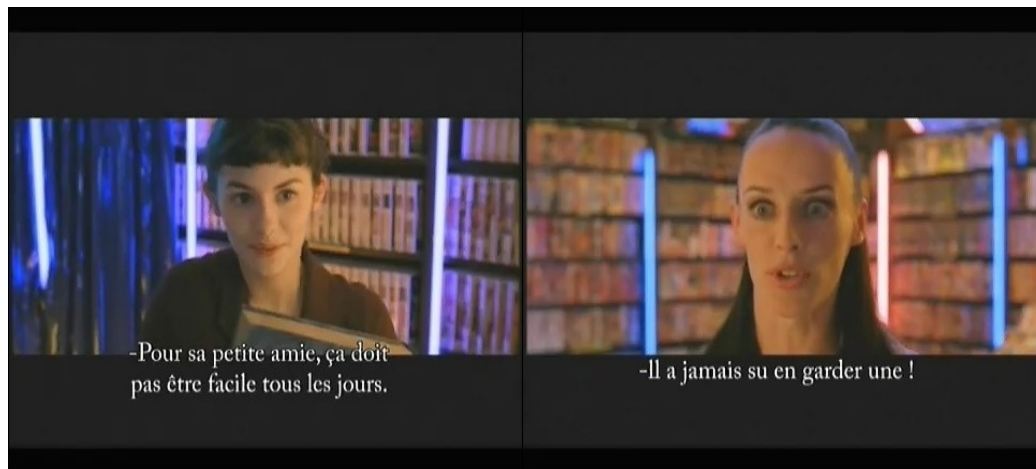 -Pour sa petite amie, ça doit
pas être facile tous les jours.
-Il a jamais su en garder une !